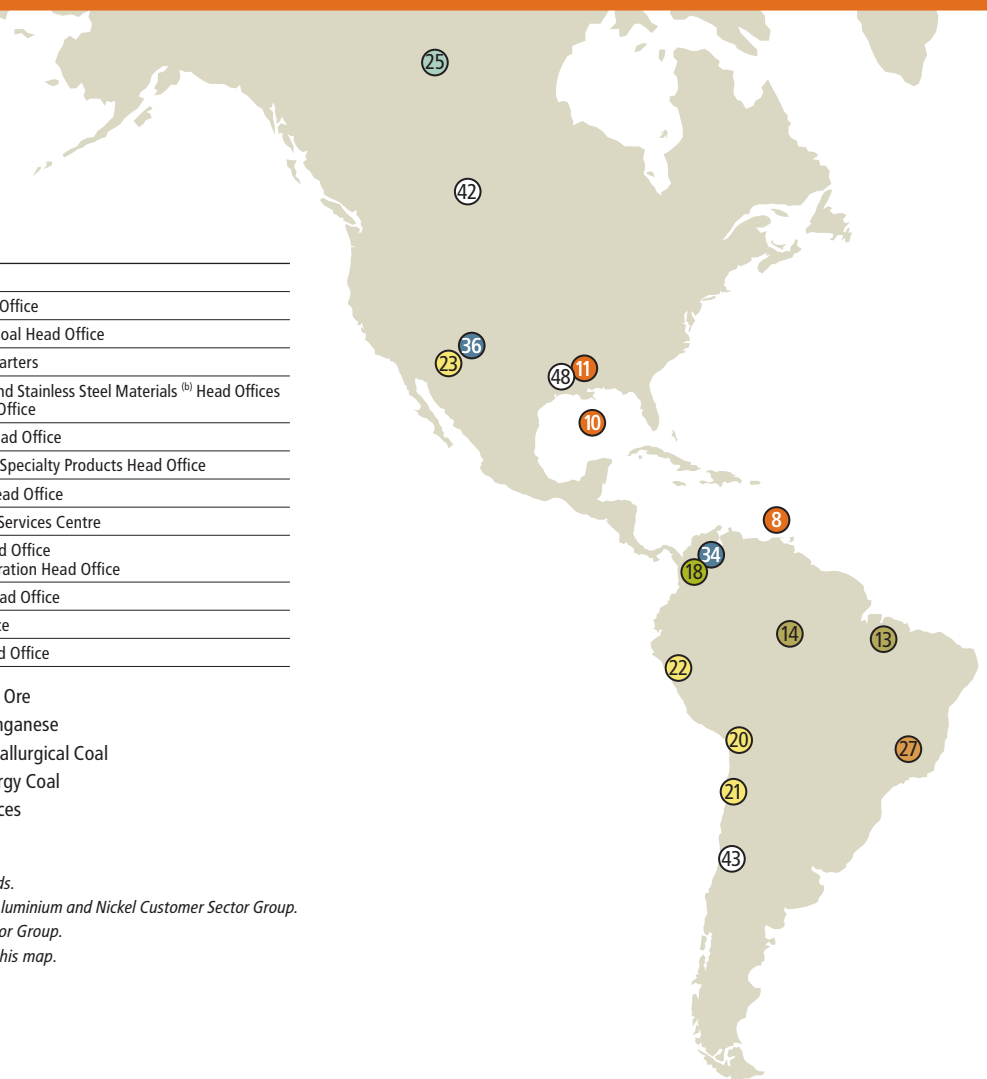 25
42
Office
oal Head Office
36
arters
23
11
48
nd Stainless Steel Materials (b) Head Offices
Office
10
ad Office
Specialty Products Head Office
ead Office
Services Centre
8
d Office
ration Head Office
34
18
ad Office
ce
d Office
14
13
22
Ore
nganese
allurgical Coal
rgy Coal
ces
20
27
21
43
ds.
luminium and Nickel Customer Sector Group.
or Group.
his map.